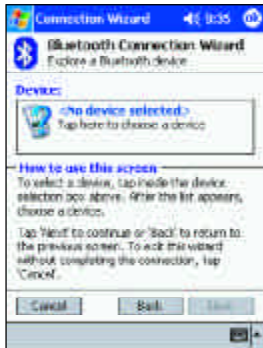 Connection Wizard 9:35 ok
Bluetooth Connection Wizard
Explore a Bluetooth device
Device:
<No device selected>
Tap here to choose a device
How to use this screen
To select a device, tap inside the device
selection box above. After the list appears,
choose a device.
Tap 'Next' to continue or 'Back' to return to
the previous screen. To exit this wizard
without completing the connection, tap
'Cancel'.
Cancel Back Next